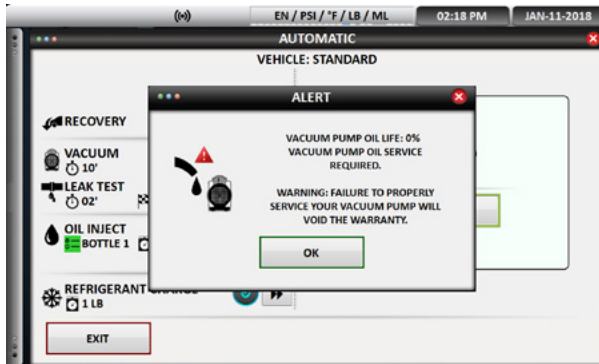 EN / PSI / °F / LB / ML
02:18 PM
JAN-11-2018
AUTOMATIC
VEHICLE: STANDARD
ALERT
RECOVERY
VACUUM
10'
LEAK TEST
02'
OIL INJECT
BOTTLE 1
REFRIGERANT
1 LB
VACUUM PUMP OIL LIFE: 0%
VACUUM PUMP OIL SERVICE
REQUIRED.
WARNING: FAILURE TO PROPERLY
SERVICE YOUR VACUUM PUMP WILL
VOID THE WARRANTY.
OK
EXIT